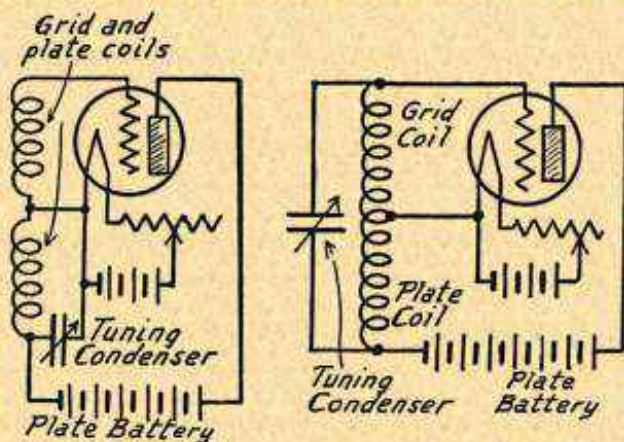 Grid and
plate coils
Tuning
Condenser
Plate Battery
Grid
Coil
Plate
Coil
Tuning
Condenser
Plate
Battery